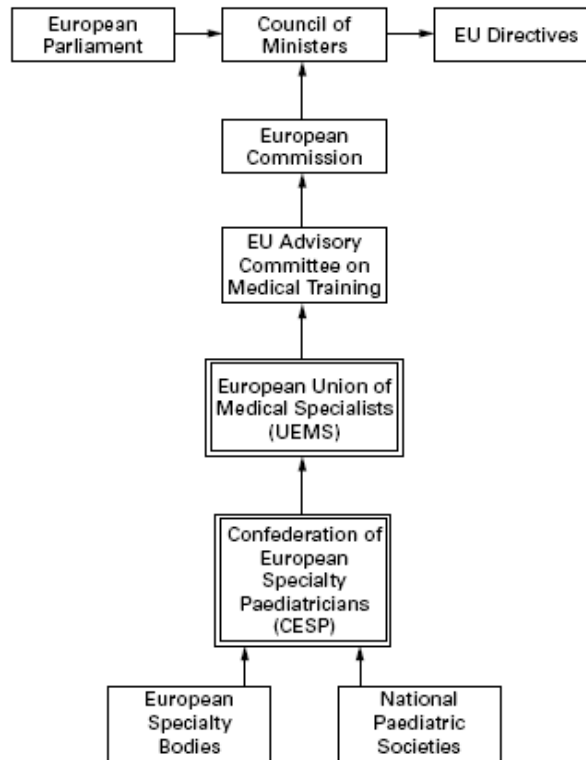 European
Parliament
Council of
Ministers
EU Directives
European
Commission
EU Advisory
Committee on
Medical Training
European Union of
Medical Specialists
(UEMS)
Confederation of
European
Specialty
Paediatricians
(CESP)
European
Specialty
Bodies
National
Paediatric
Societies